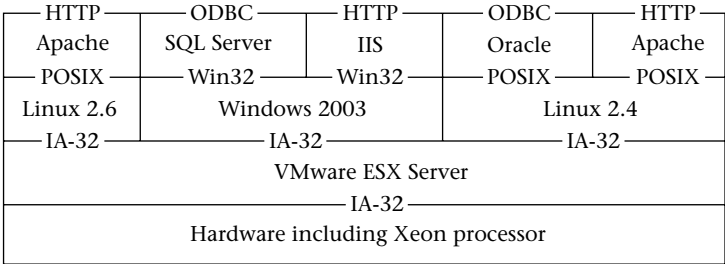 HTTP ODBC HTTP ODBC HTTP
Apache SQL Server IIS Oracle Apache
POSIX Win32 Win32 POSIX POSIX
Linux 2.6 Windows 2003 Linux 2.4
IA-32 IA-32 IA-32
VMware ESX Server
IA-32
Hardware including Xeon processor